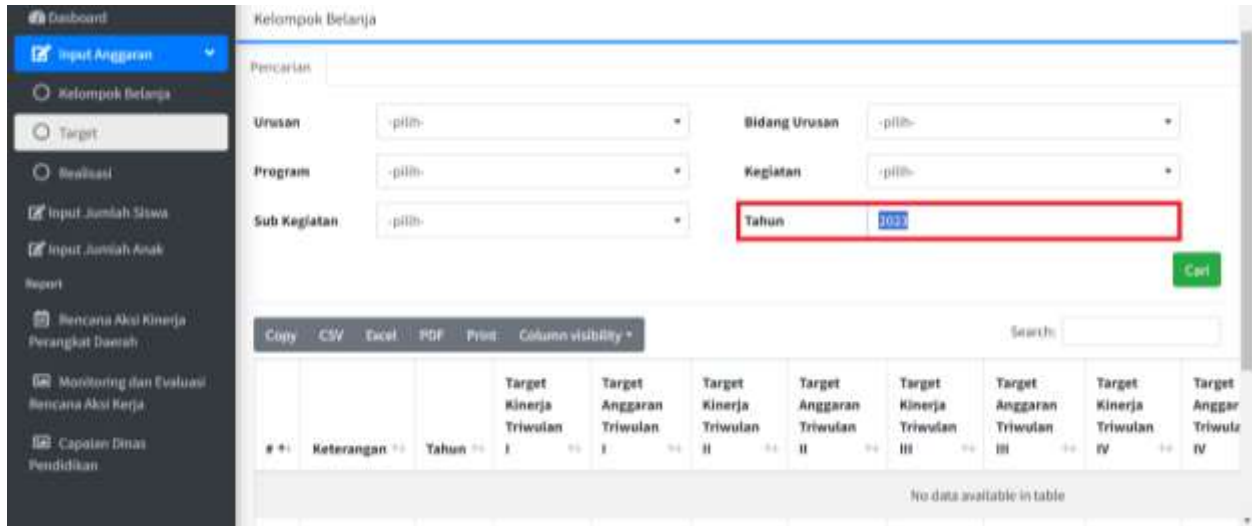 Dasboard
Input Anggaran
Kelompok Belanja
Target
Realisasi
Input Jumlah Siswa
Input Jumlah Anak
Report
Rencana Aksi Kinerja
Perangkat Daerah
Monitoring dan Evaluasi
Rencana Aksi Kerja
Capaian Dinas
Pendidikan
Kelompok Belanja
Pencarian
Urusan -pilih- Bidang Urusan -pilih-
Program -pilih- Kegiatan -pilih-
Sub Kegiatan -pilih- Tahun 2023
Cari
Copy CSV Excel PDF Print Column visibility Search:
Target Target Target Target Target Target Target Target
Kinerja Anggaran Kinerja Anggaran Kinerja Anggaran Kinerja Anggar
Triwulan Triwulan Triwulan Triwulan Triwulan Triwulan Triwulan Triwula
# Keterangan Tahun I I II II III III IV IV
No data available in table